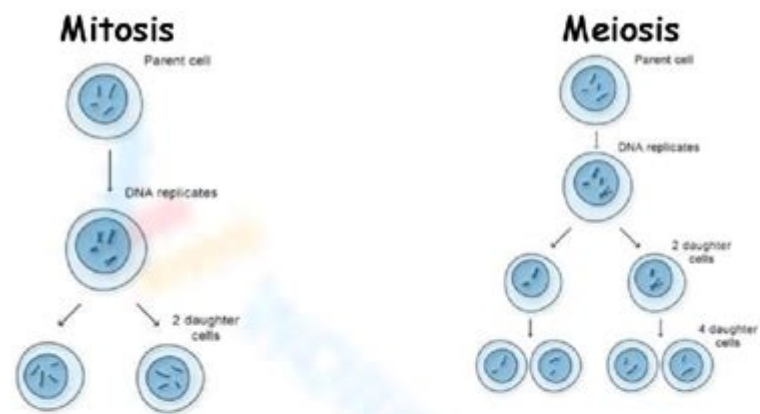 Mitosis
Parent cell
DNA replicates
2 daughter
cells
Meiosis
Parent cell
DNA replicates
2 daughter
cells
4 daughter
cells